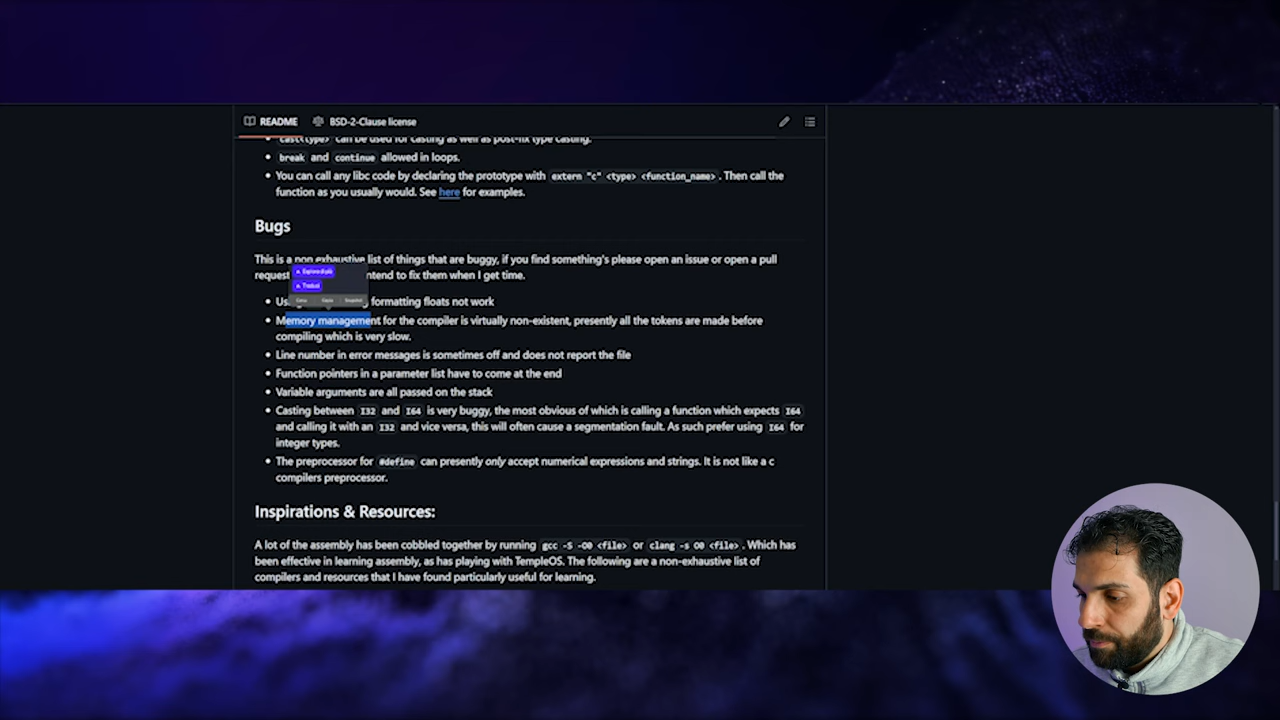 README BSD-2-Clause license
cast(type) can be used for casting as well as post-fix type casting.
break and continue allowed in loops.
You can call any libc code by declaring the prototype with extern "c" <type> <function_name>. Then call the
function as you usually would. See here for examples.
Bugs
This is a non exhaustive list of things that are buggy, if you find something's please open an issue or open a pull
request ntend to fix them when I get time.
formatting floats not work
Memory management for the compiler is virtually non-existent, presently all the tokens are made before
compiling which is very slow.
Line number in error messages is sometimes off and does not report the file
Function pointers in a parameter list have to come at the end
Variable arguments are all passed on the stack
Casting between I32 and I64 is very buggy, the most obvious of which is calling a function which expects I64
and calling it with an I32 and vice versa, this will often cause a segmentation fault. As such prefer using I64 for
integer types.
The preprocessor for #define can presently only accept numerical expressions and strings. It is not like a c
compilers preprocessor.
Inspirations & Resources:
A lot of the assembly has been cobbled together by running gcc -S -O0 <file> or clang -s O0 <file>. Which has
been effective in learning assembly, as has playing with TempleOS. The following are a non-exhaustive list of
compilers and resources that I have found particularly useful for learning.